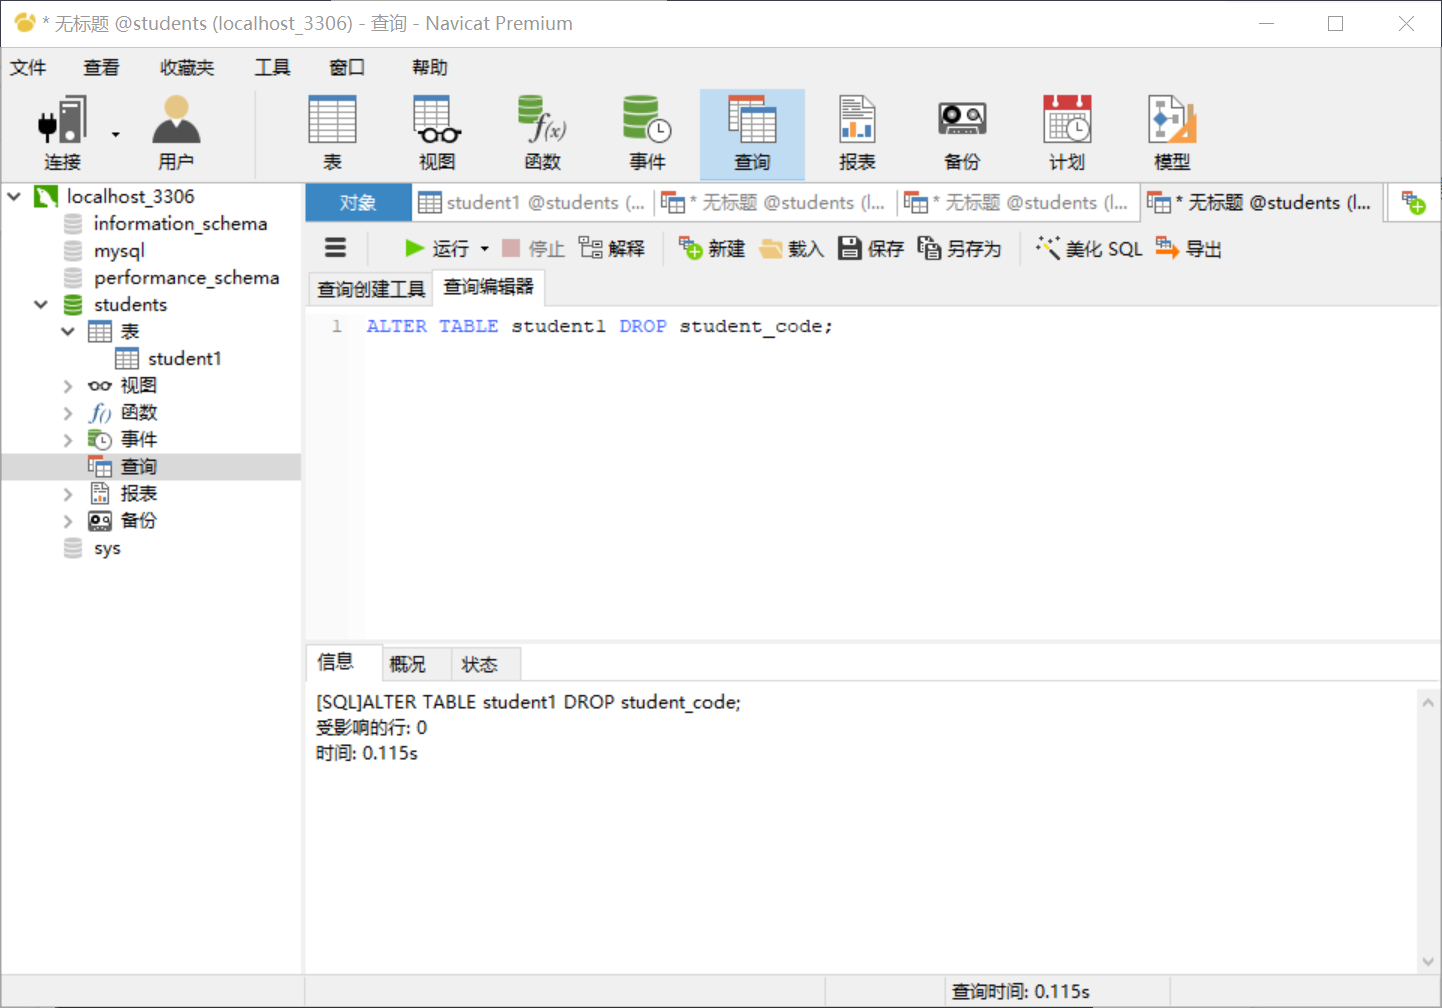 * 无标题 @students (localhost_3306) - 查询 - Navicat Premium
文件 查看 收藏夹 工具 窗口 帮助
连接 用户 表 视图 函数 事件 查询 报表 备份 计划 模型
f(x)
localhost_3306
information_schema
mysql
performance_schema
students
表
student1
视图
f() 函数
事件
查询
报表
备份
sys
对象 student1 @students (... * 无标题 @students (l... * 无标题 @students (l... * 无标题 @students (l...
运行 停止 解释 新建 载入 保存 另存为 美化 SQL 导出
查询创建工具 查询编辑器
1 ALTER TABLE student1 DROP student_code;
信息 概况 状态
[SQL]ALTER TABLE student1 DROP student_code;
受影响的行: 0
时间: 0.115s
查询时间: 0.115s